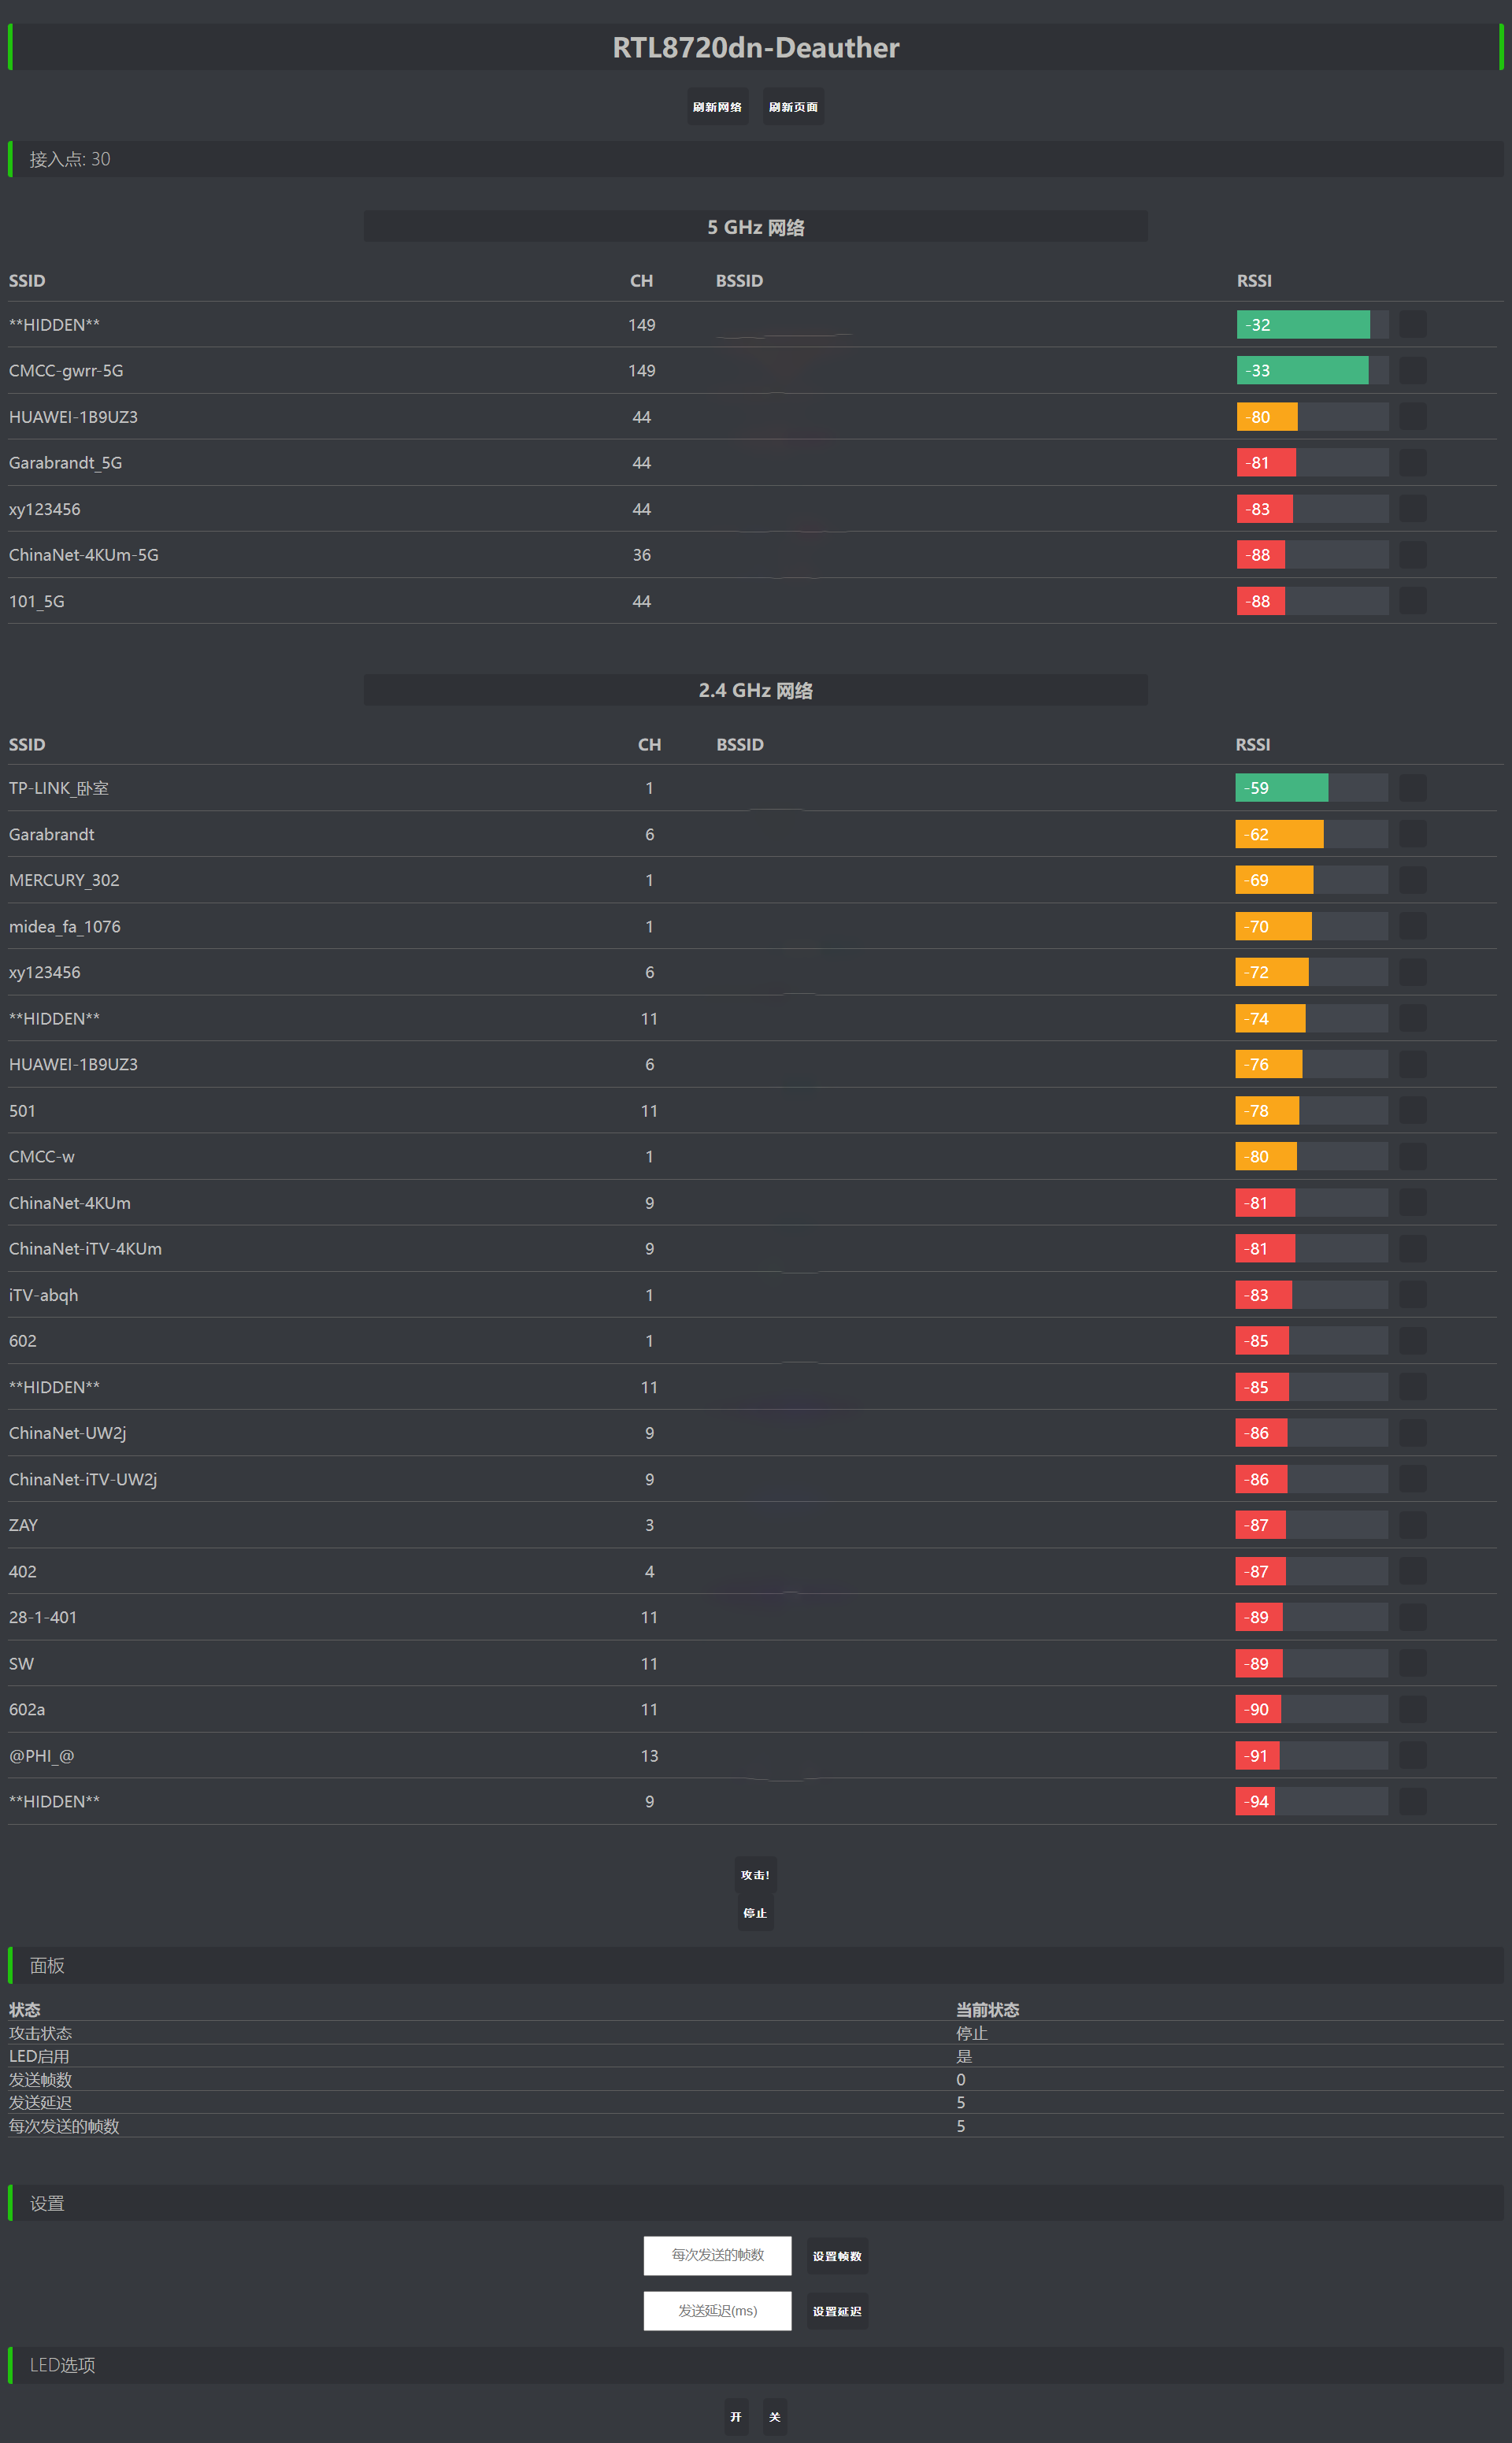 RTL8720dn-Deauther
刷新网络 刷新页面
接入点: 30
5 GHz 网络
SSID CH BSSID RSSI
**HIDDEN** 149 -32
CMCC-gwrr-5G 149 -33
HUAWEI-1B9UZ3 44 -80
Garabrandt_5G 44 -81
xy123456 44 -83
ChinaNet-4KUm-5G 36 -88
101_5G 44 -88
2.4 GHz 网络
SSID CH BSSID RSSI
TP-LINK_卧室 1 -59
Garabrandt 6 -62
MERCURY_302 1 -69
midea_fa_1076 1 -70
xy123456 6 -72
**HIDDEN** 11 -74
HUAWEI-1B9UZ3 6 -76
501 11 -78
CMCC-w 1 -80
ChinaNet-4KUm 9 -81
ChinaNet-iTV-4KUm 9 -81
iTV-abqh 1 -83
602 1 -85
**HIDDEN** 11 -85
ChinaNet-UW2j 9 -86
ChinaNet-iTV-UW2j 9 -86
ZAY 3 -87
402 4 -87
28-1-401 11 -89
SW 11 -89
602a 11 -90
@PHI_@ 13 -91
**HIDDEN** 9 -94
攻击!
停止
面板
状态 当前状态
攻击状态 停止
LED启用 是
发送帧数 0
发送延迟 5
每次发送的帧数 5
设置
每次发送的帧数 设置帧数
发送延迟(ms) 设置延迟
LED选项
开 关